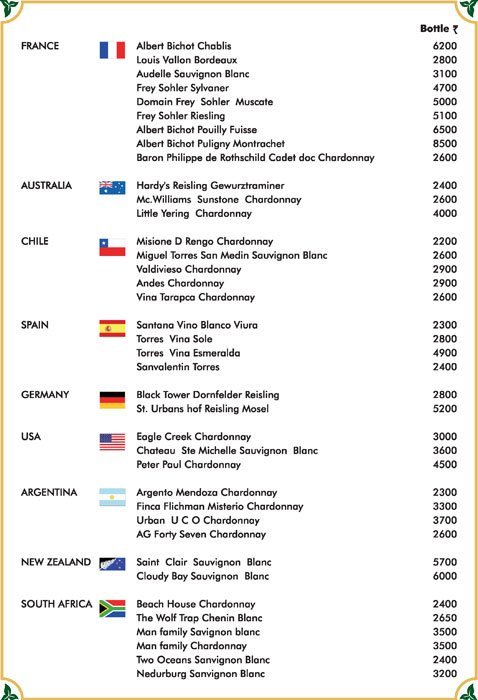 Bottle ₹
FRANCE Albert Bichot Chablis 6200
Louis Vallon Bordeaux 2800
Audelle Sauvignon Blanc 3100
Frey Sohler Sylvaner 4700
Domain Frey Sohler Muscate 5000
Frey Sohler Riesling 5100
Albert Bichot Pouilly Fuisse 6500
Albert Bichot Puligny Montrachet 8500
Baron Philippe de Rothschild Cadet doc Chardonnay 2600
AUSTRALIA Hardy's Reisling Gewurztraminer 2400
Mc.Williams Sunstone Chardonnay 2600
Little Yering Chardonnay 4000
CHILE Misione D Rengo Chardonnay 2200
Miguel Torres San Medin Sauvignon Blanc 2600
Valdivieso Chardonnay 2900
Andes Chardonnay 2900
Vina Tarapca Chardonnay 2600
SPAIN Santana Vino Blanco Viura 2300
Torres Vina Sole 2800
Torres Vina Esmeralda 4900
Sanvalentin Torres 2400
GERMANY Black Tower Dornfelder Reisling 2800
St. Urbans hof Reisling Mosel 5200
USA Eagle Creek Chardonnay 3000
Chateau Ste Michelle Sauvignon Blanc 3600
Peter Paul Chardonnay 4500
ARGENTINA Argento Mendoza Chardonnay 2300
Finca Flichman Misterio Chardonnay 3300
Urban U C O Chardonnay 3700
AG Forty Seven Chardonnay 2600
NEW ZEALAND Saint Clair Sauvignon Blanc 5700
Cloudy Bay Sauvignon Blanc 6000
SOUTH AFRICA Beach House Chardonnay 2400
The Wolf Trap Chenin Blanc 2650
Man family Savignon blanc 3500
Man family Chardonnay 3500
Two Oceans Sanvignon Blanc 2400
Nedurburg Sanvignon Blanc 3200